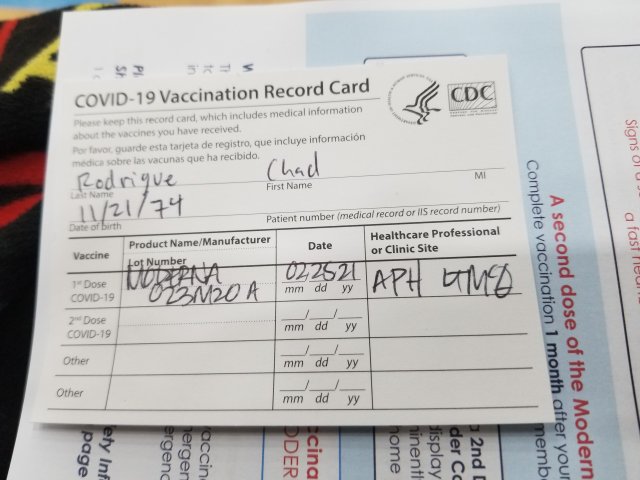 COVID-19 Vaccination Record Card
CDC
Please keep this record card, which includes medical information
about the vaccines you have received.
Por favor, guarde esta tarjeta de registro, que incluye información
médica sobre las vacunas que ha recibido.
Rodrigue Chad
Last Name First Name MI
11/21/74
Date of birth Patient number (medical record or IIS record number)
Vaccine Product Name/Manufacturer Date Healthcare Professional
Lot Number or Clinic Site
1st Dose MODERNA 02/25/21 APH
COVID-19 023M20A mm dd yy
2nd Dose
COVID-19 mm dd yy
Other
mm dd yy
Other
mm dd yy
A second dose of the Modern
Complete vaccination 1 month after your